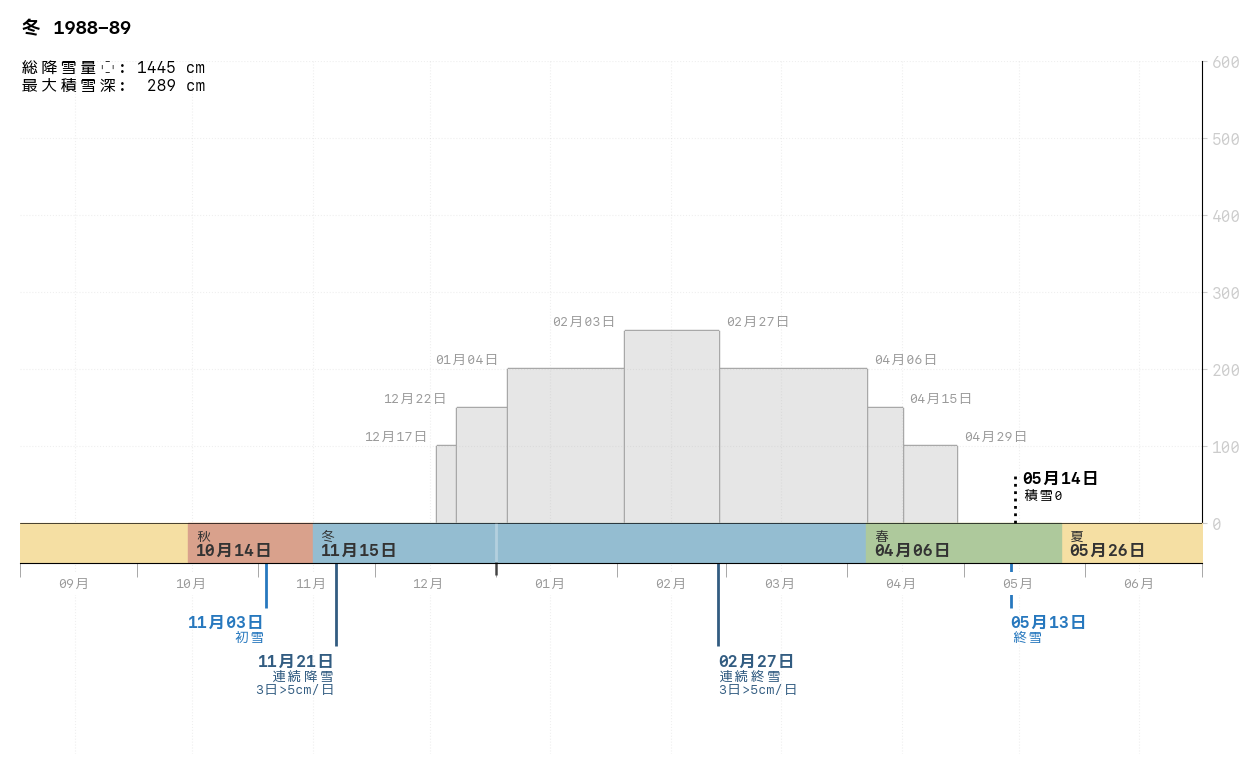 冬 1988–89
総降雪量: 1445 cm
最大積雪深: 289 cm
600
500
400
300
200
100
0
02月03日
02月27日
01月04日
04月06日
12月22日
04月15日
12月17日
04月29日
05月14日
積雪0
秋
10月14日
冬
11月15日
春
04月06日
夏
05月26日
09月
10月
11月
12月
01月
02月
03月
04月
05月
06月
11月03日
初雪
05月13日
終雪
11月21日
連続降雪
3日>5cm/日
02月27日
連続終雪
3日>5cm/日